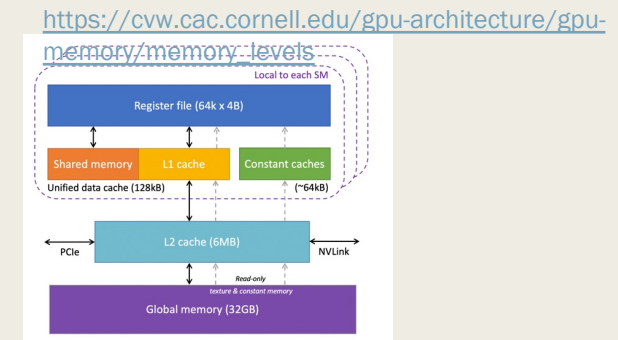 https://cvw.cac.cornell.edu/gpu-architecture/gpu-
memory/memory_levels
Local to each SM
Register file (64k x 4B)
Shared memory L1 cache Constant caches
Unified data cache (128kB) (~64kB)
L2 cache (6MB)
PCIe NVLink
Read-only
texture & constant memory
Global memory (32GB)